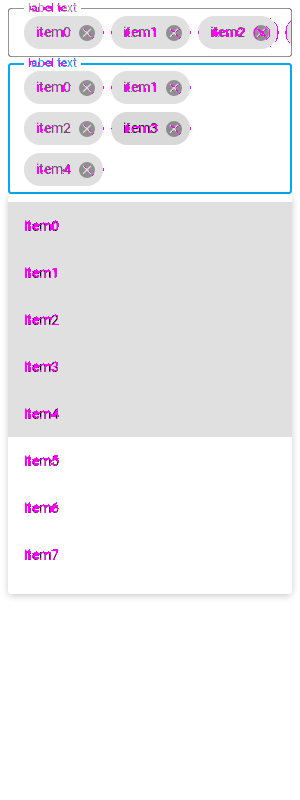 label text
item0 item1 item2
label text
item0 item1
item2 item3
item4
item0
item1
item2
item3
item4
item5
item6
item7